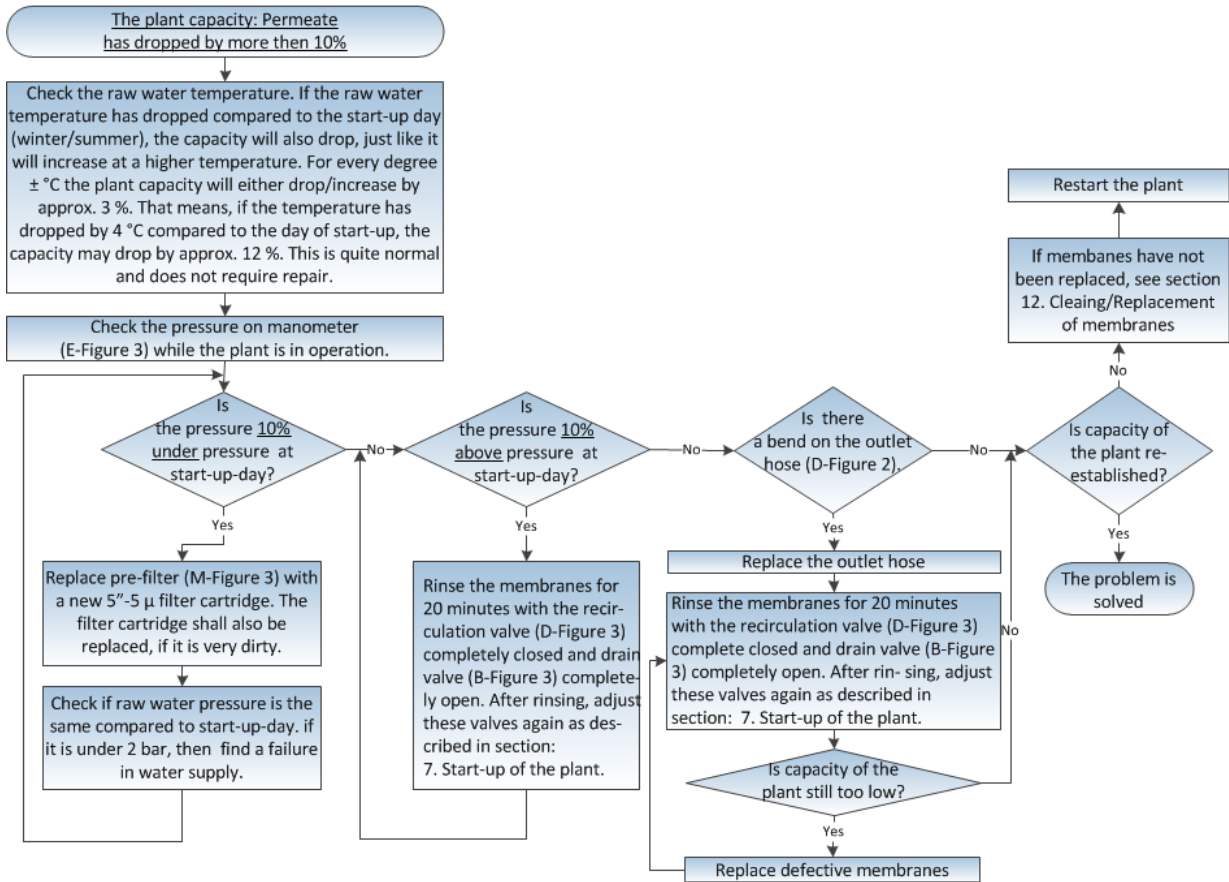 The plant capacity: Permeate
has dropped by more then 10%
Check the raw water temperature. If the raw water
temperature has dropped compared to the start-up day
(winter/summer), the capacity will also drop, just like it
will increase at a higher temperature. For every degree
± °C the plant capacity will either drop/increase by
approx. 3 %. That means, if the temperature has
dropped by 4 °C compared to the day of start-up, the
capacity may drop by approx. 12 %. This is quite normal
and does not require repair.
Check the pressure on manometer
(E-Figure 3) while the plant is in operation.
Is
the pressure 10%
under pressure at
start-up-day?
No
Yes
Replace pre-filter (M-Figure 3) with
a new 5”-5 µ filter cartridge. The
filter cartridge shall also be
replaced, if it is very dirty.
Check if raw water pressure is the
same compared to start-up-day. if
it is under 2 bar, then find a failure
in water supply.
Is
the pressure 10%
above pressure at
start-up-day?
No
Yes
Rinse the membranes for
20 minutes with the recir-
culation valve (D-Figure 3)
completely closed and drain
valve (B-Figure 3) complete-
ly open. After rinsing, adjust
these valves again as des-
cribed in section:
7. Start-up of the plant.
Is there
a bend on the outlet
hose (D-Figure 2).
No
Yes
Replace the outlet hose
Rinse the membranes for 20 minutes
with the recirculation valve (D-Figure 3)
complete closed and drain valve (B-Figure
3) completely open. After rin- sing, adjust
these valves again as described in
section: 7. Start-up of the plant.
Is capacity of the
plant still too low?
No
Yes
Replace defective membranes
Is capacity of
the plant re-
established?
No
If membanes have not
been replaced, see section
12. Cleaing/Replacement
of membranes
Restart the plant
Yes
The problem is
solved